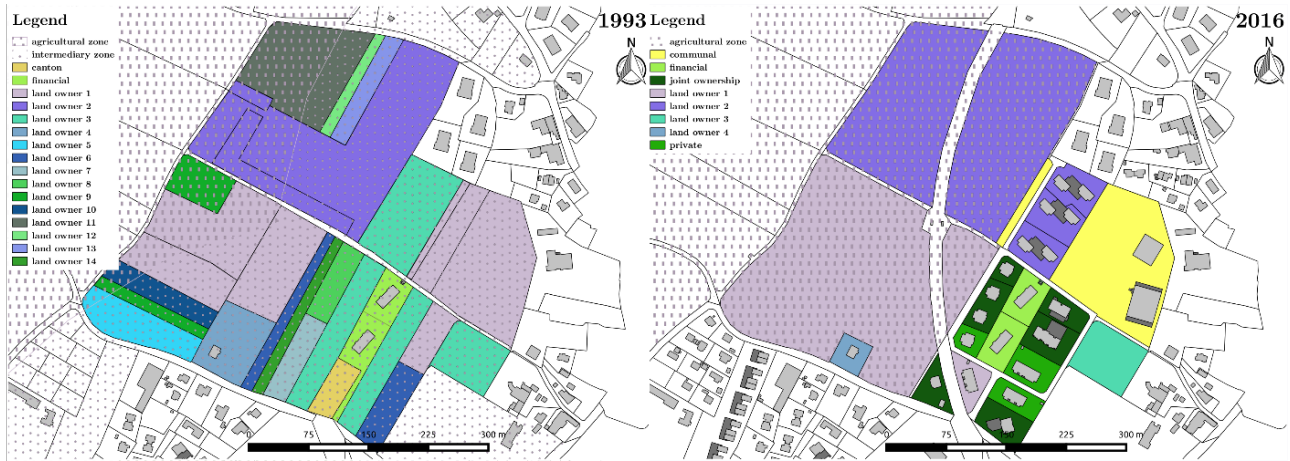 Legend
1993
agricultural zone
intermediary zone
canton
financial
land owner 1
land owner 2
land owner 3
land owner 4
land owner 5
land owner 6
land owner 7
land owner 8
land owner 9
land owner 10
land owner 11
land owner 12
land owner 13
land owner 14
N
0 75 150 225 300 m
Legend
2016
agricultural zone
communal
financial
joint ownership
land owner 1
land owner 2
land owner 3
land owner 4
private
N
0 75 150 225 300 m